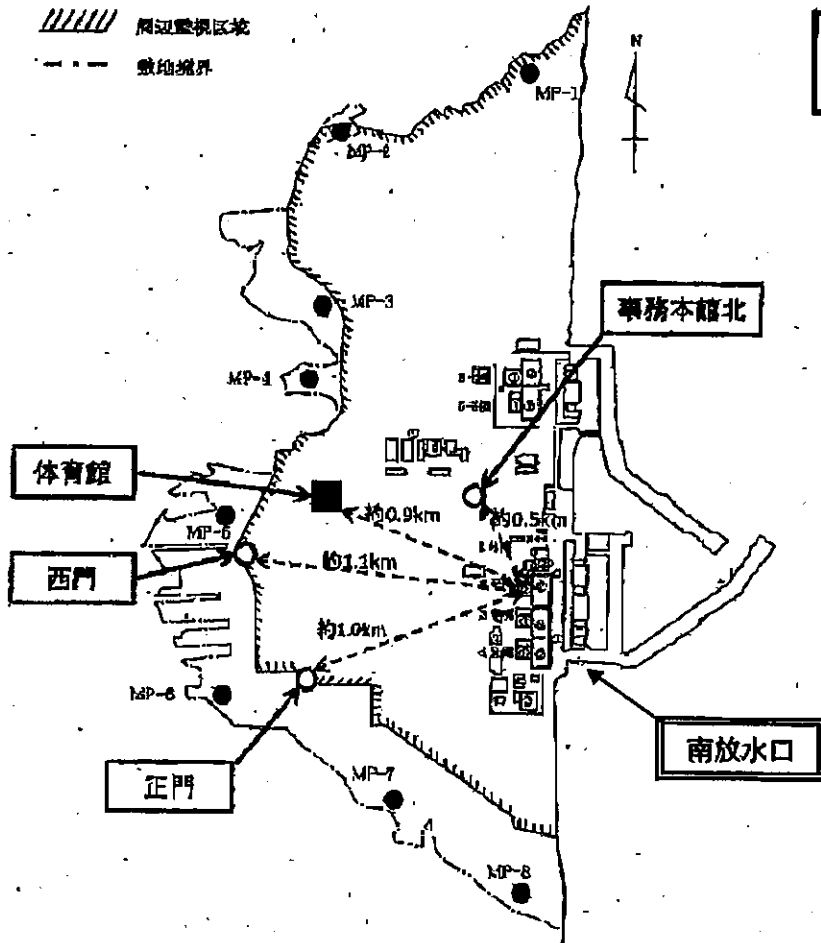 周辺監視区域
敷地境界
N
MP-1
MP-2
MP-3
事務本館北
MP-4
体育館
約0.9km
約0.5km
MP-5
西門
約1.1km
約1.0km
MP-6
南放水口
正門
MP-7
MP-8